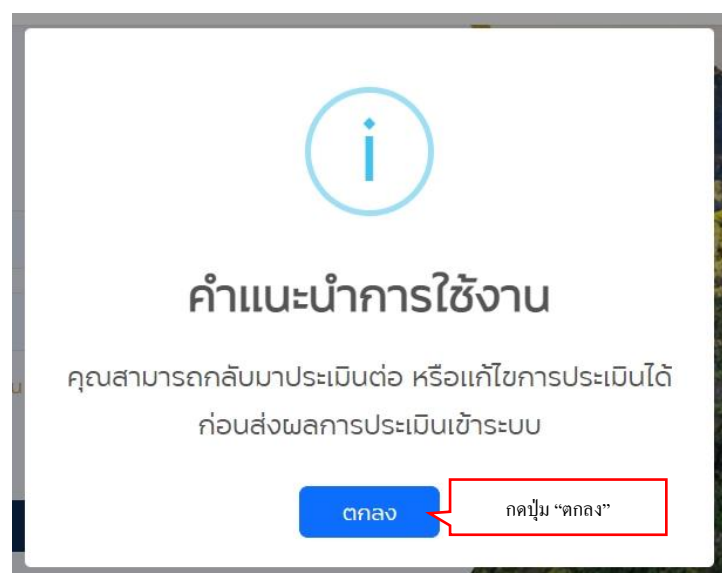 คำแนะนำการใช้งาน
คุณสามารถกลับมาประเมินต่อ หรือแก้ไขการประเมินได้
ก่อนส่งผลการประเมินเข้าระบบ
ตกลง
กดปุ่ม “ตกลง”